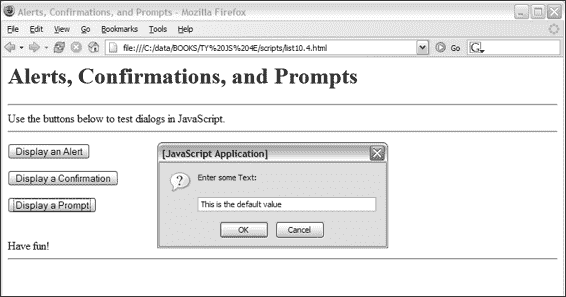 Alerts, Confirmations, and Prompts - Mozilla Firefox
File Edit View Go Bookmarks Tools Help
file:///C:/data/BOOKS/TY%20JS%204E/scripts/list10.4.html Go G
Alerts, Confirmations, and Prompts
Use the buttons below to test dialogs in JavaScript.
Display an Alert
Display a Confirmation
Display a Prompt
[JavaScript Application]
Enter some Text:
This is the default value
OK Cancel
Have fun!